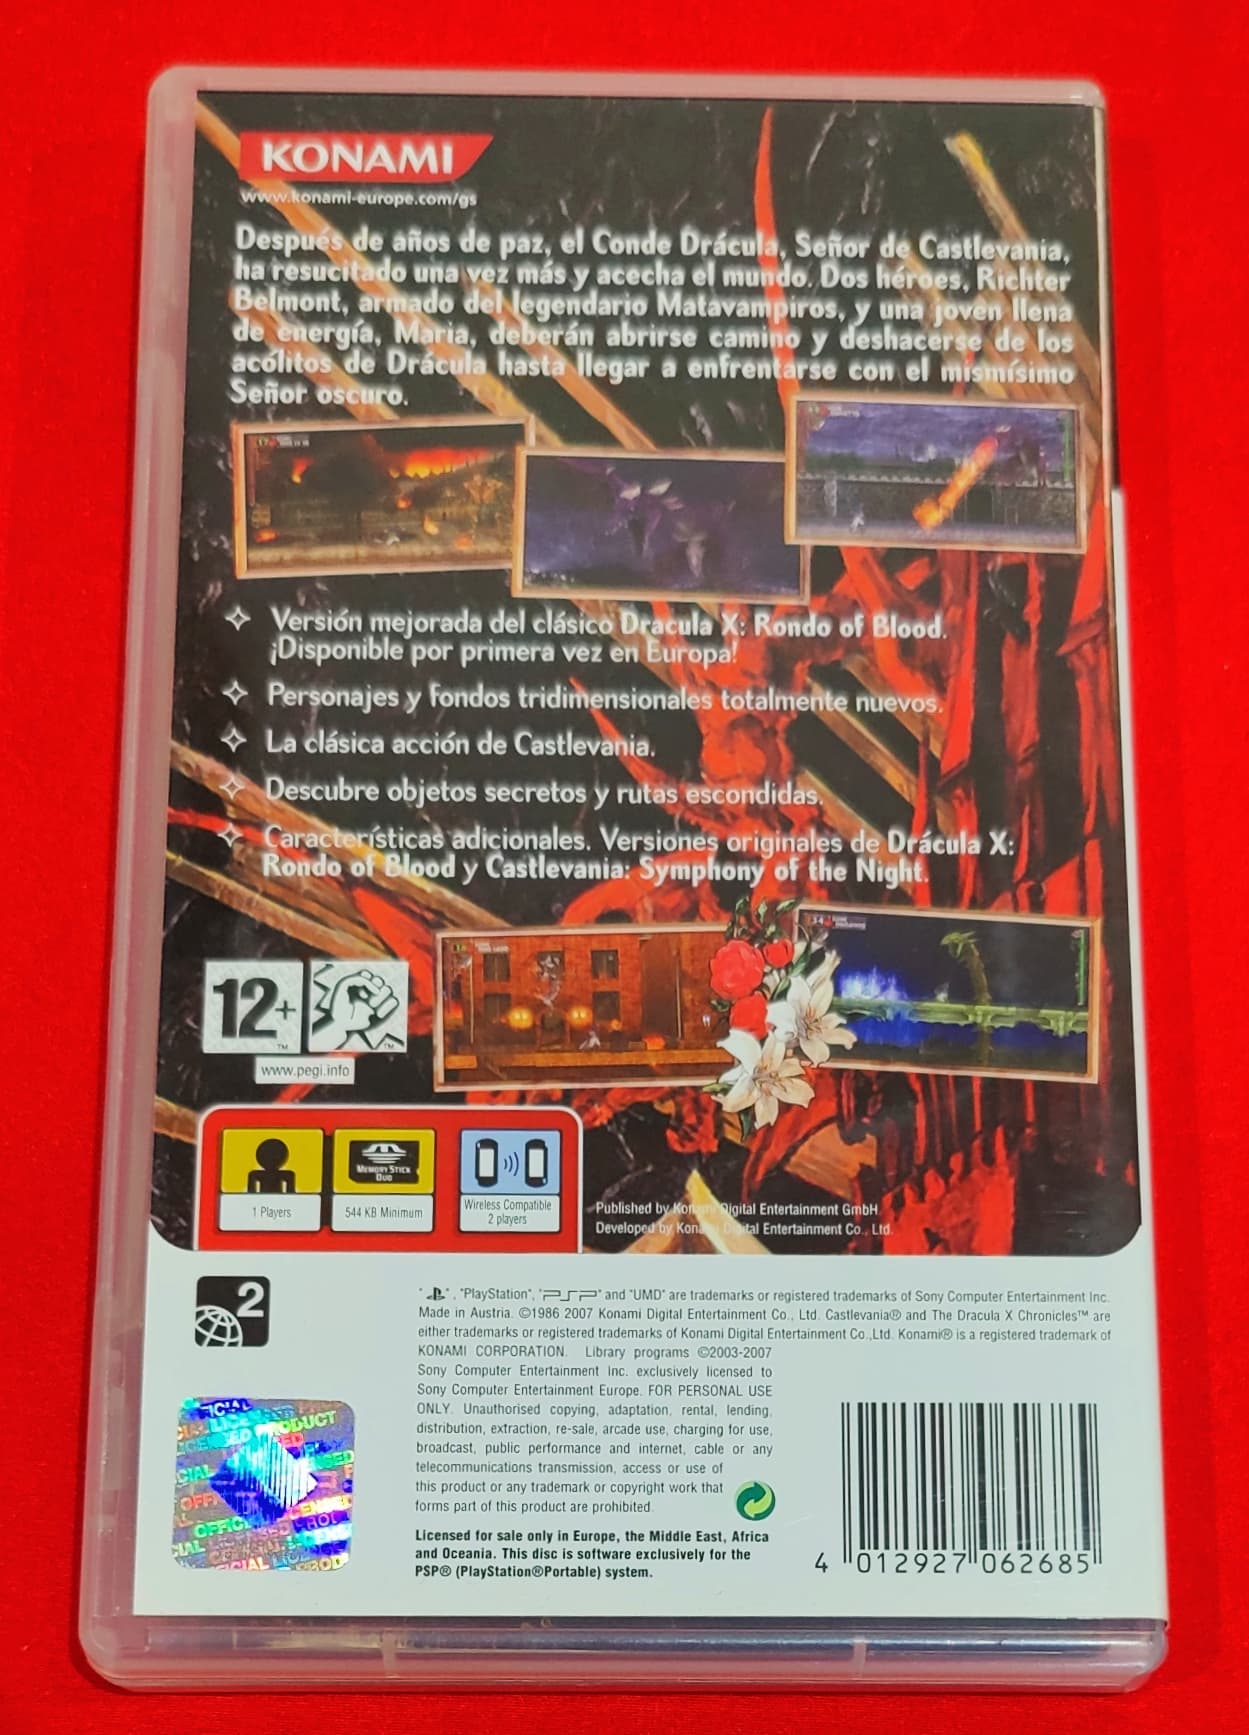 KONAMI
www.konami-europe.com/gs
Después de años de paz, el Conde Drácula, Señor de Castlevania,
ha resucitado una vez más y acecha el mundo. Dos héroes, Richter
Belmont, armado del legendario Matavampiros, y una joven llena
de energía, Maria, deberán abrirse camino y deshacerse de los
acólitos de Drácula hasta llegar a enfrentarse con el mismísimo
Señor oscuro.
Versión mejorada del clásico Dracula X: Rondo of Blood.
¡Disponible por primera vez en Europa!
Personajes y fondos tridimensionales totalmente nuevos.
La clásica acción de Castlevania.
Descubre objetos secretos y rutas escondidas.
Características adicionales. Versiones originales de Drácula X:
Rondo of Blood y Castlevania: Symphony of the Night.
12+
TM
TM
www.pegi.info
MEMORY STICK
DUO
1 Players
544 KB Minimum
Wireless Compatible
2 players
Published by Konami Digital Entertainment GmbH
Developed by Konami Digital Entertainment Co., Ltd.
2
" ", "PlayStation", "PSP" and "UMD" are trademarks or registered trademarks of Sony Computer Entertainment Inc.
Made in Austria. ©1986 2007 Konami Digital Entertainment Co., Ltd. Castlevania® and The Dracula X Chronicles™ are
either trademarks or registered trademarks of Konami Digital Entertainment Co.,Ltd. Konami® is a registered trademark of
KONAMI CORPORATION. Library programs ©2003-2007
Sony Computer Entertainment Inc. exclusively licensed to
Sony Computer Entertainment Europe. FOR PERSONAL USE
ONLY. Unauthorised copying, adaptation, rental, lending,
distribution, extraction, re-sale, arcade use, charging for use,
broadcast, public performance and internet, cable or any
telecommunications transmission, access or use of
this product or any trademark or copyright work that
forms part of this product are prohibited.
Licensed for sale only in Europe, the Middle East, Africa
and Oceania. This disc is software exclusively for the
PSP® (PlayStation®Portable) system.
4 012927 062685